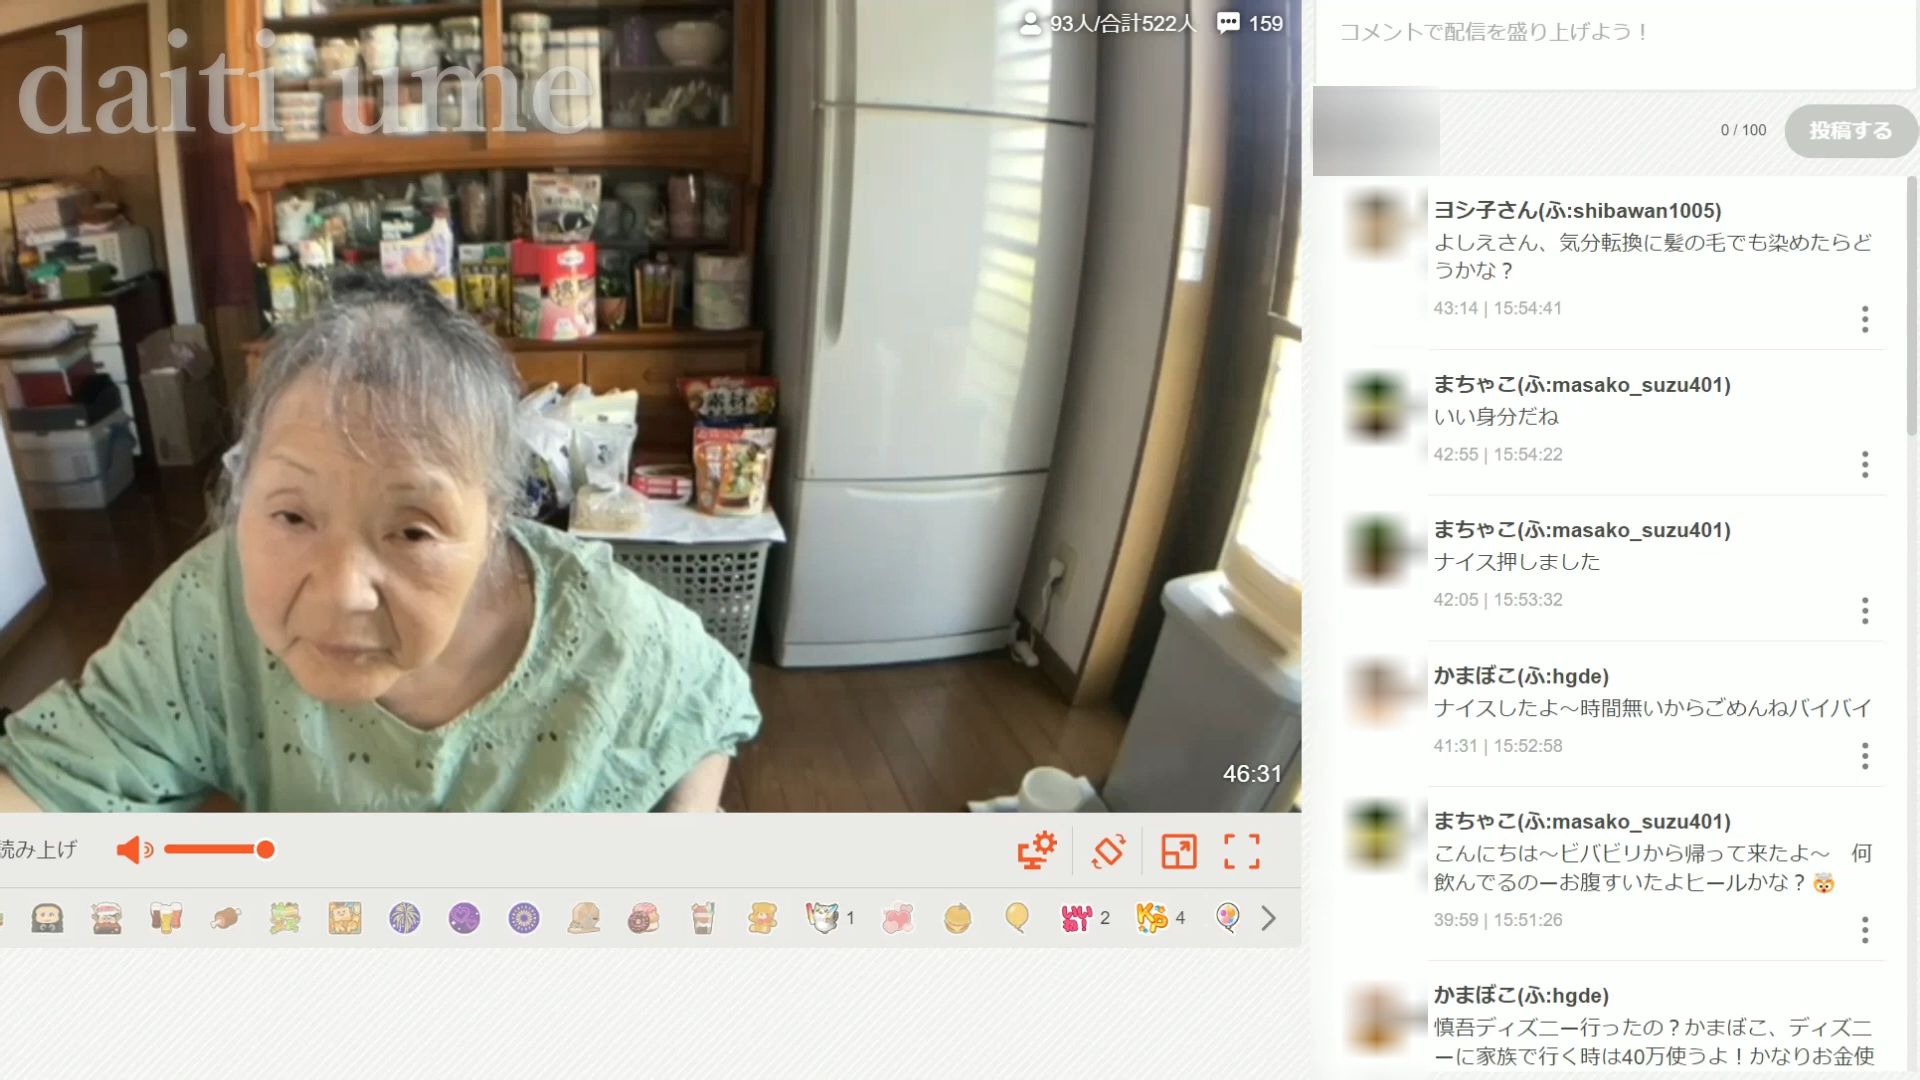 daiti ume
93人/合計522人 159
素材
46:31
読み上げ
1
いいね! 2
KP 4
コメントで配信を盛り上げよう!
0 / 100 投稿する
ヨシ子さん(ふ:shibawan1005)
よしえさん、気分転換に髪の毛でも染めたらど
うかな?
43:14 | 15:54:41
まちゃこ(ふ:masako_suzu401)
いい身分だね
42:55 | 15:54:22
まちゃこ(ふ:masako_suzu401)
ナイス押しました
42:05 | 15:53:32
かまぼこ(ふ:hgde)
ナイスしたよ〜時間無いからごめんねバイバイ
41:31 | 15:52:58
まちゃこ(ふ:masako_suzu401)
こんにちは〜ビバビリから帰って来たよ〜 何
飲んでるのーお腹すいたよヒールかな?🤯
39:59 | 15:51:26
かまぼこ(ふ:hgde)
慎吾ディズニー行ったの?かまぼこ、ディズニ
ーに家族で行く時は40万使うよ!かなりお金使